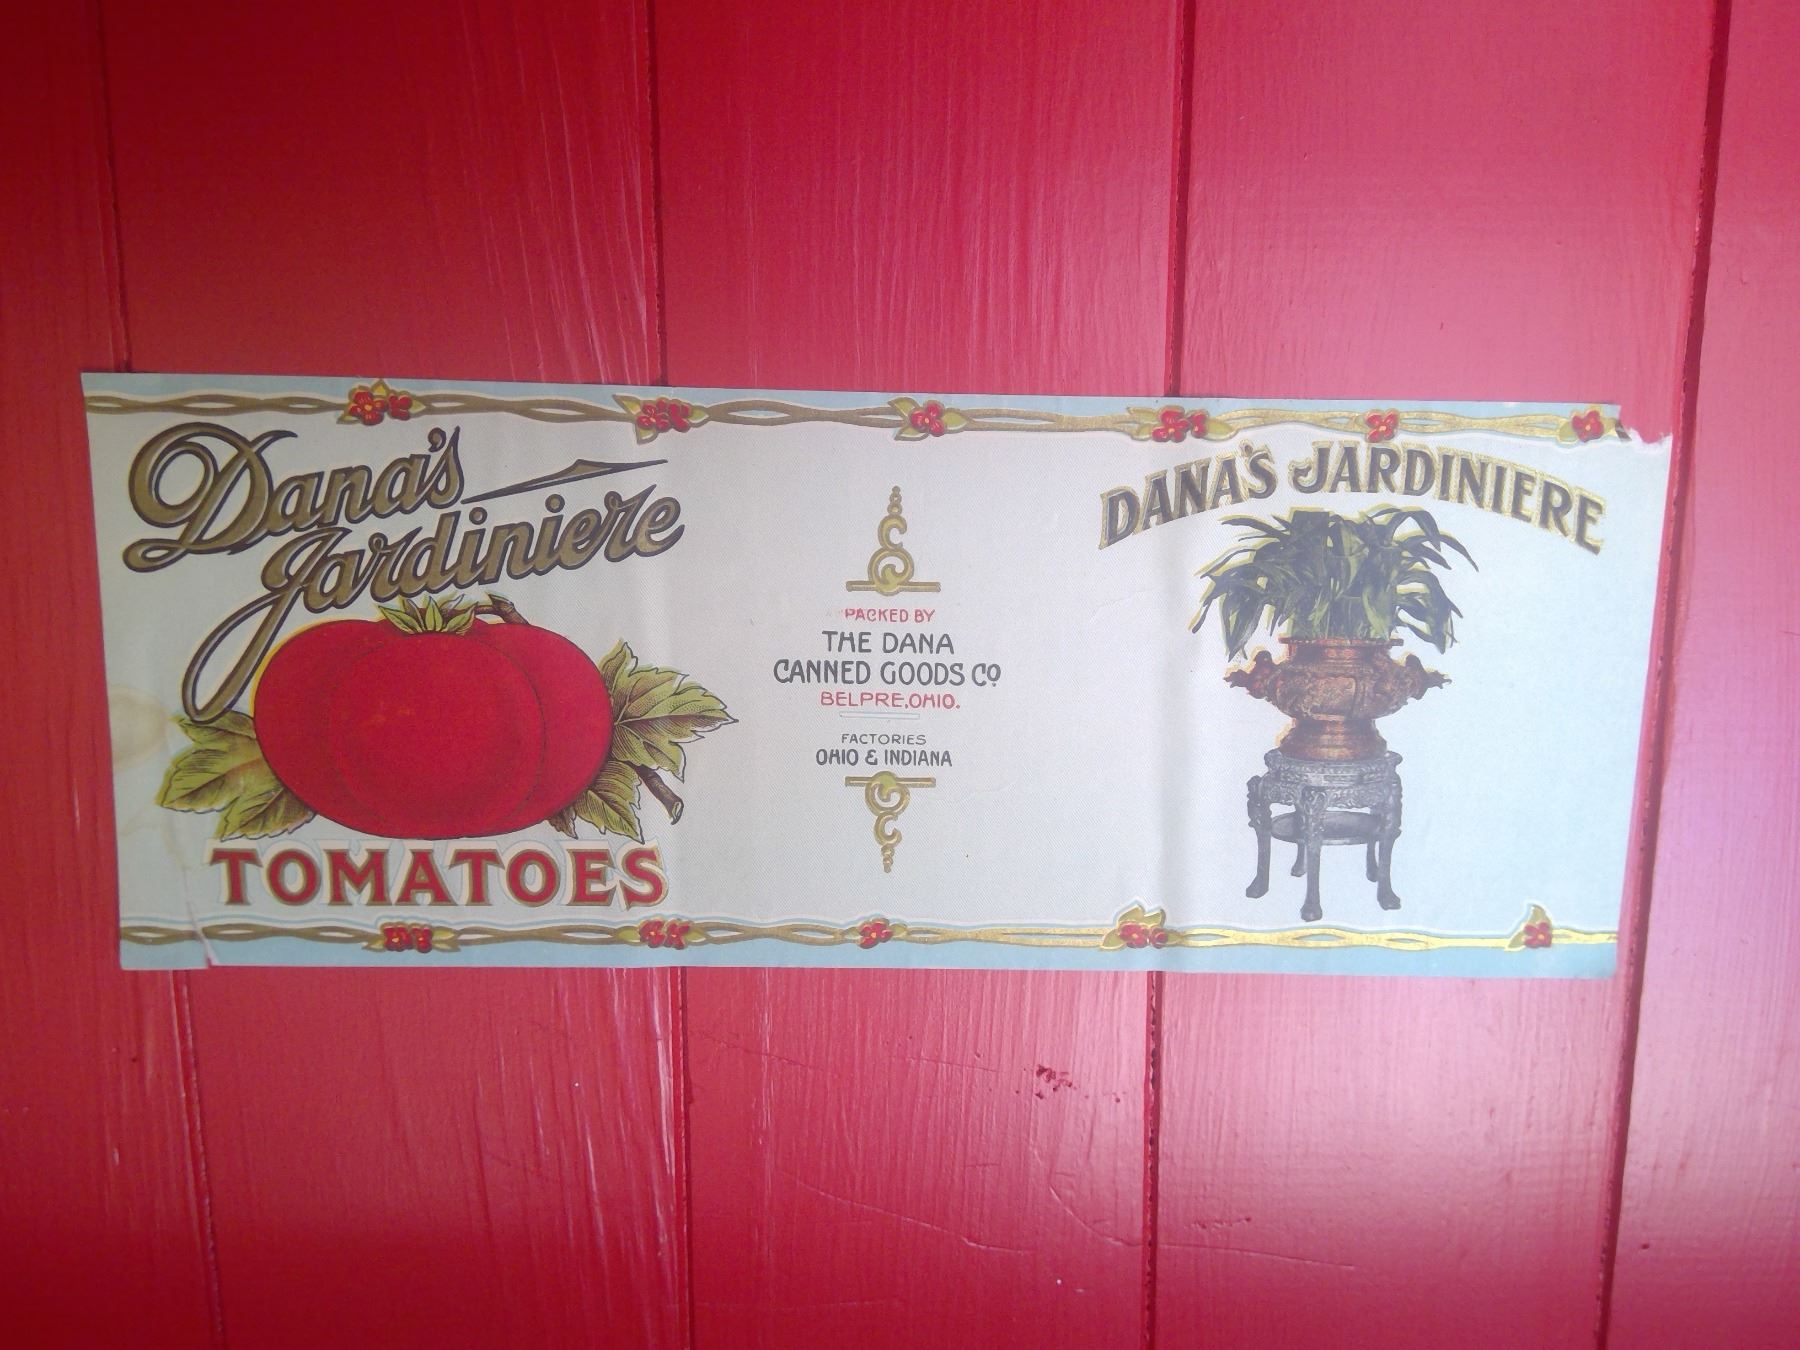 Dana's
Jardiniere
TOMATOES
PACKED BY
THE DANA
CANNED GOODS Co
BELPRE, OHIO.
FACTORIES
OHIO & INDIANA
DANA'S JARDINIERE